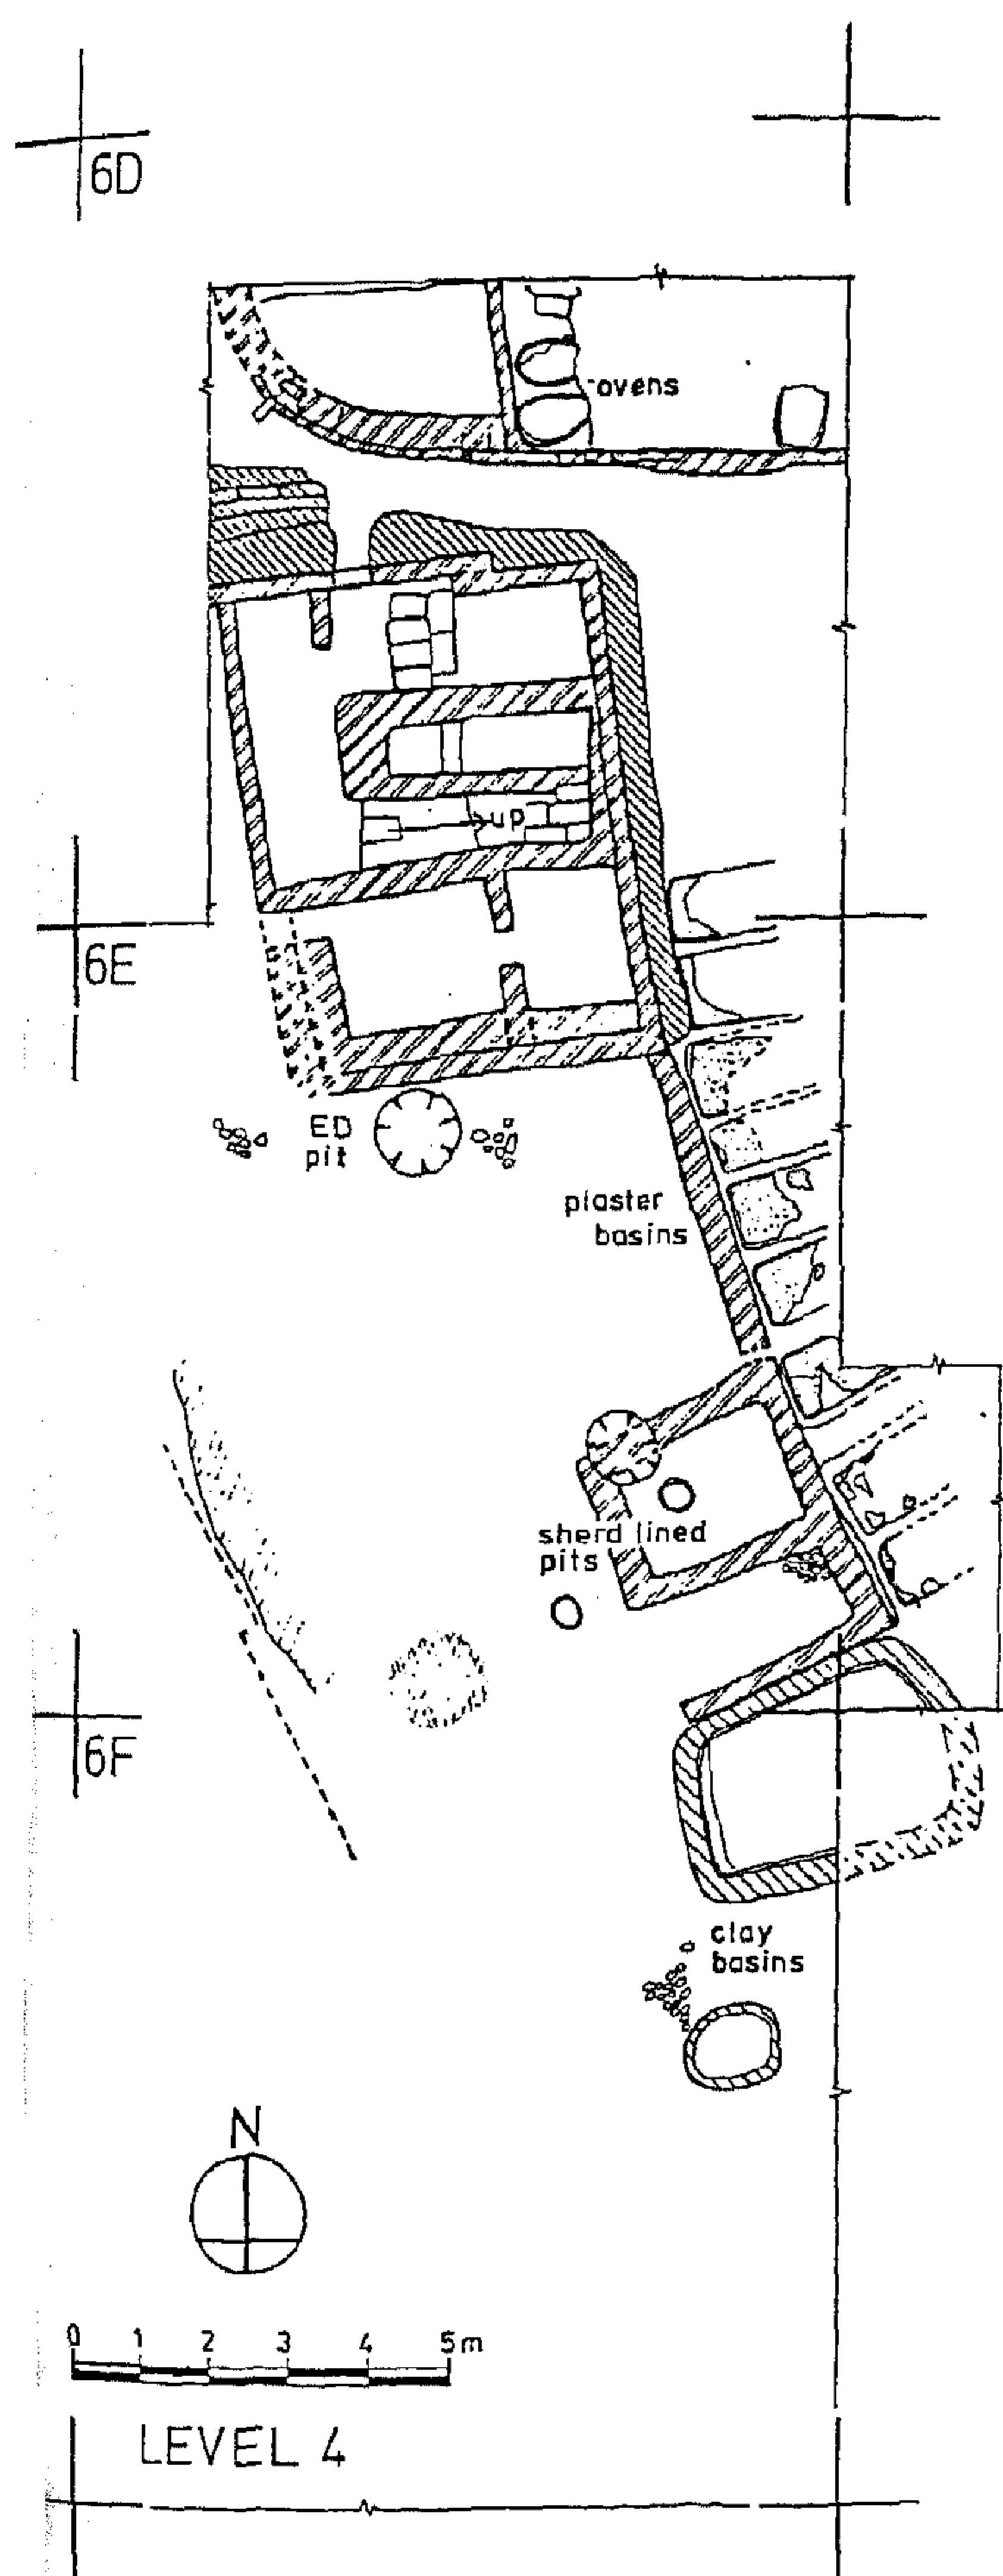 6D
ovens
up
6E
ED
pit
plaster
basins
sherd lined
pits
6F
clay
basins
N
0 1 2 3 4 5m
LEVEL 4